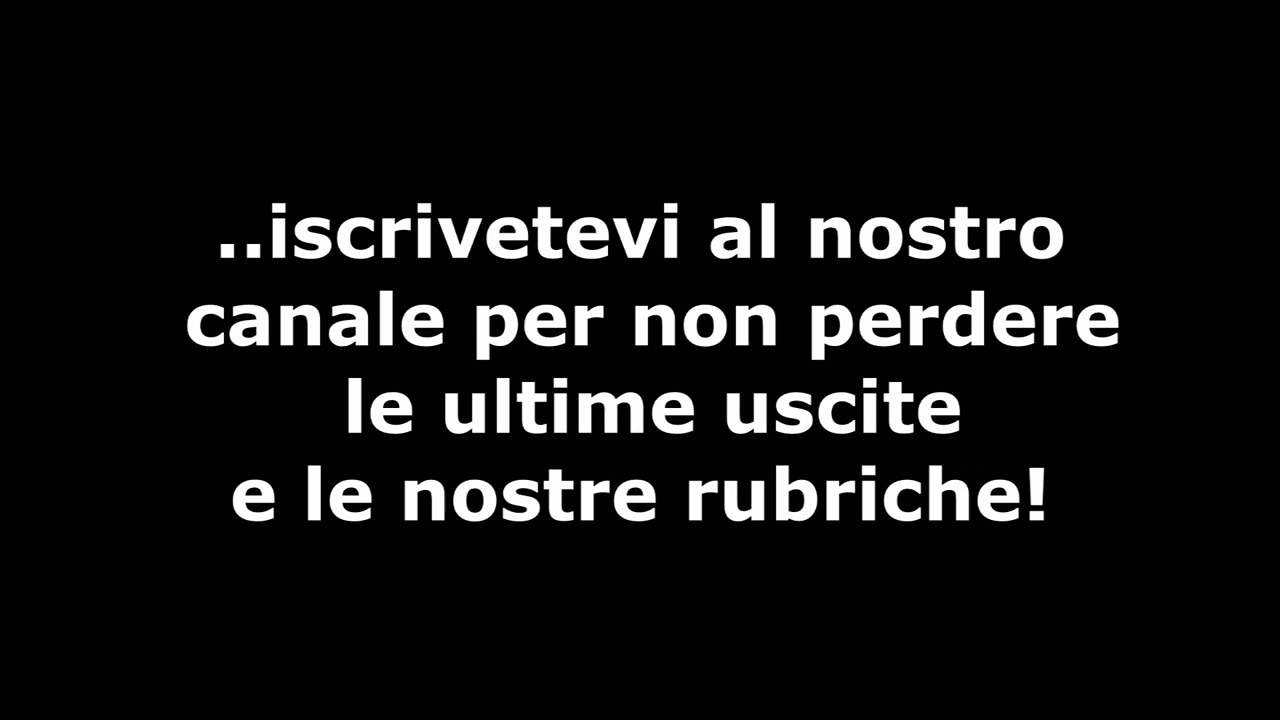 ..iscrivetevi al nostro
canale per non perdere
le ultime uscite
e le nostre rubriche!